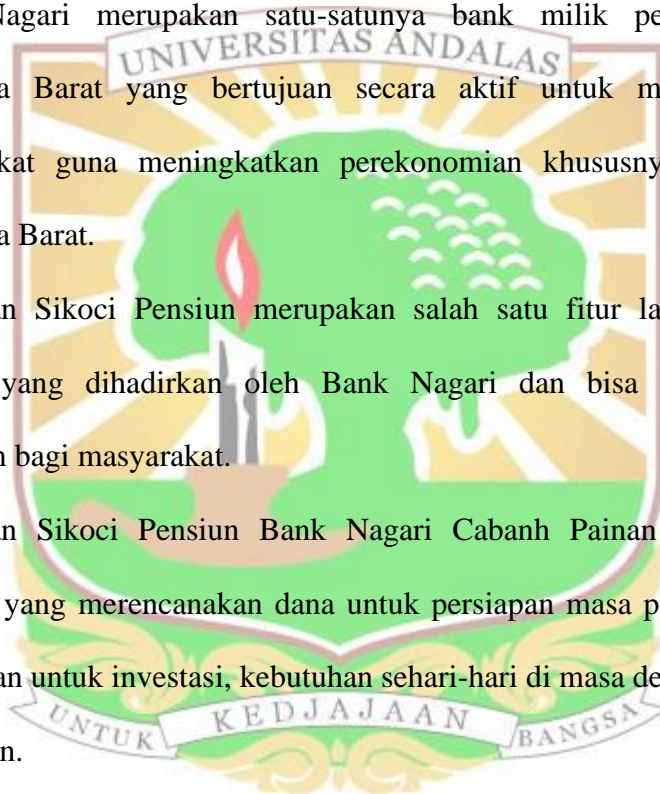 Nagari merupakan satu-satunya bank milik pe
UNIVERSITAS ANDALAS
a Barat yang bertujuan secara aktif untuk m
kat guna meningkatkan perekonomian khususny
a Barat.
an Sikoci Pensiun merupakan salah satu fitur la
yang dihadirkan oleh Bank Nagari dan bisa
n bagi masyarakat.
an Sikoci Pensiun Bank Nagari Cabanh Painan
yang merencanakan dana untuk persiapan masa p
an untuk investasi, kebutuhan sehari-hari di masa de
UNTUK KEDJAJAAN BANGSA
n.